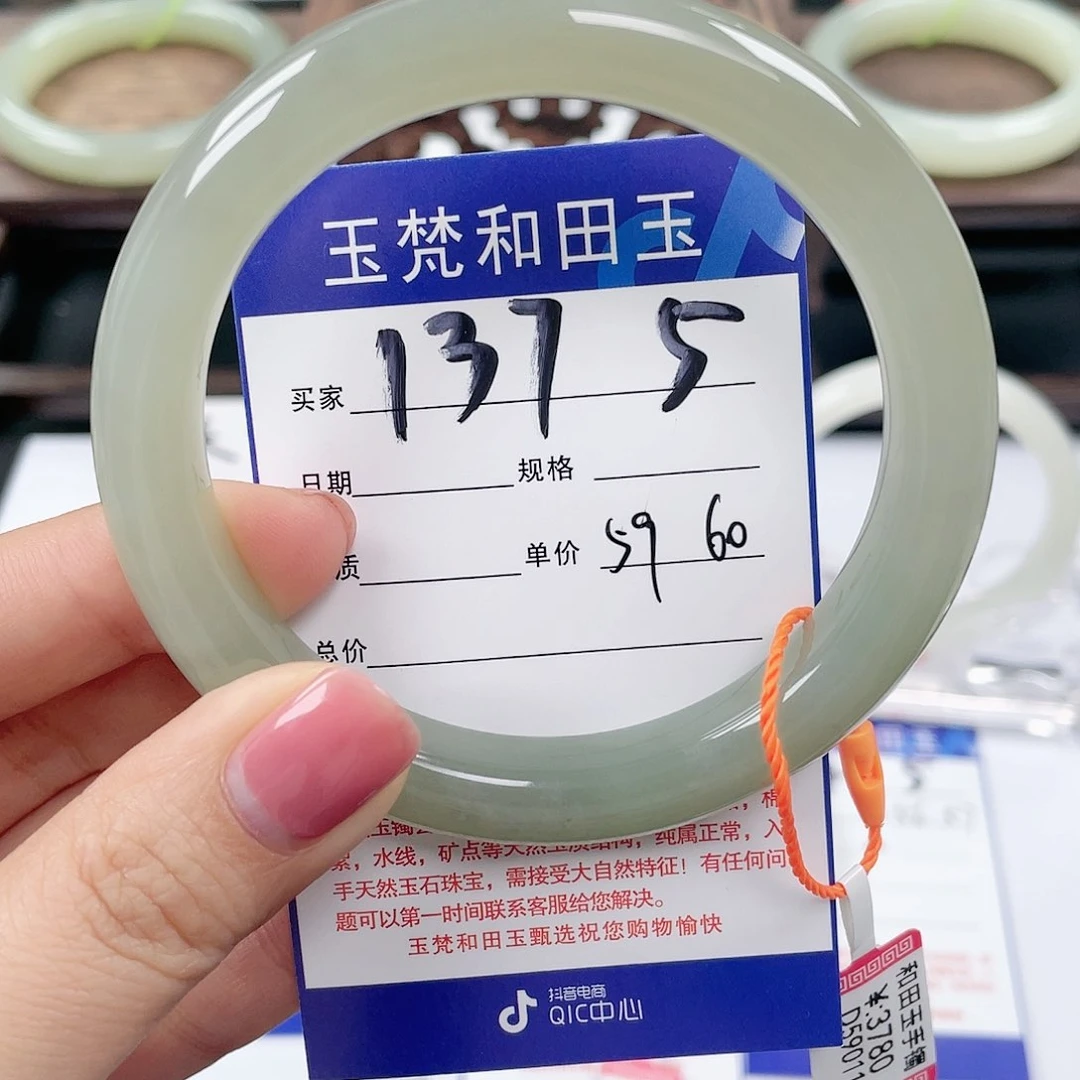 玉梵和田玉
买家 137 5
日期 规格
质 单价 59 60
总价
，棉
絮，水线，矿点等天然玉质结构，纯属正常，入
手天然玉石珠宝，需接受大自然特征！有任何问
题可以第一时间联系客服给您解决。
玉梵和田玉甄选祝您购物愉快
抖音电商
QIC中心
和田玉手镯
¥:3780
D59011